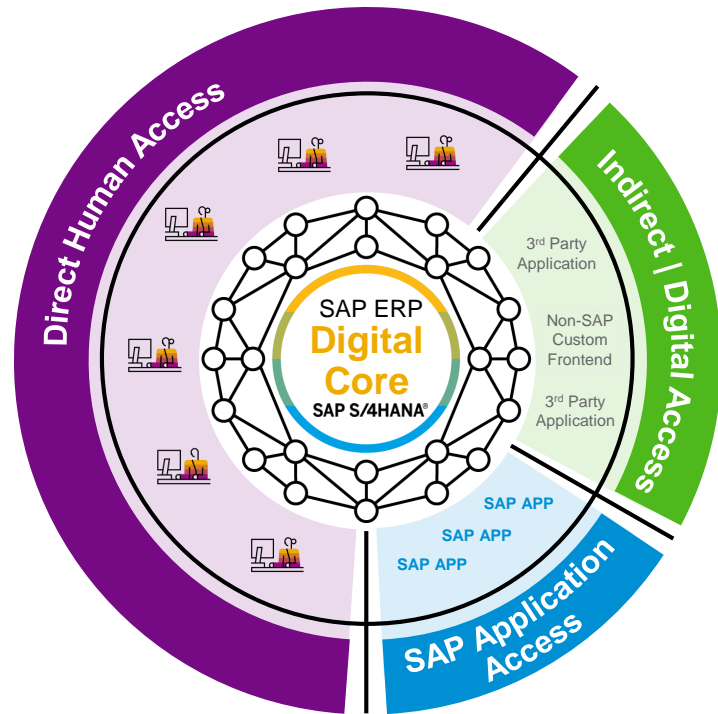 Direct Human Access
Indirect | Digital Access
3rd Party
Application
Non-SAP
Custom
Frontend
3rd Party
Application
SAP ERP
Digital
Core
SAP S/4HANA®
SAP APP
SAP APP
SAP APP
SAP Application
Access